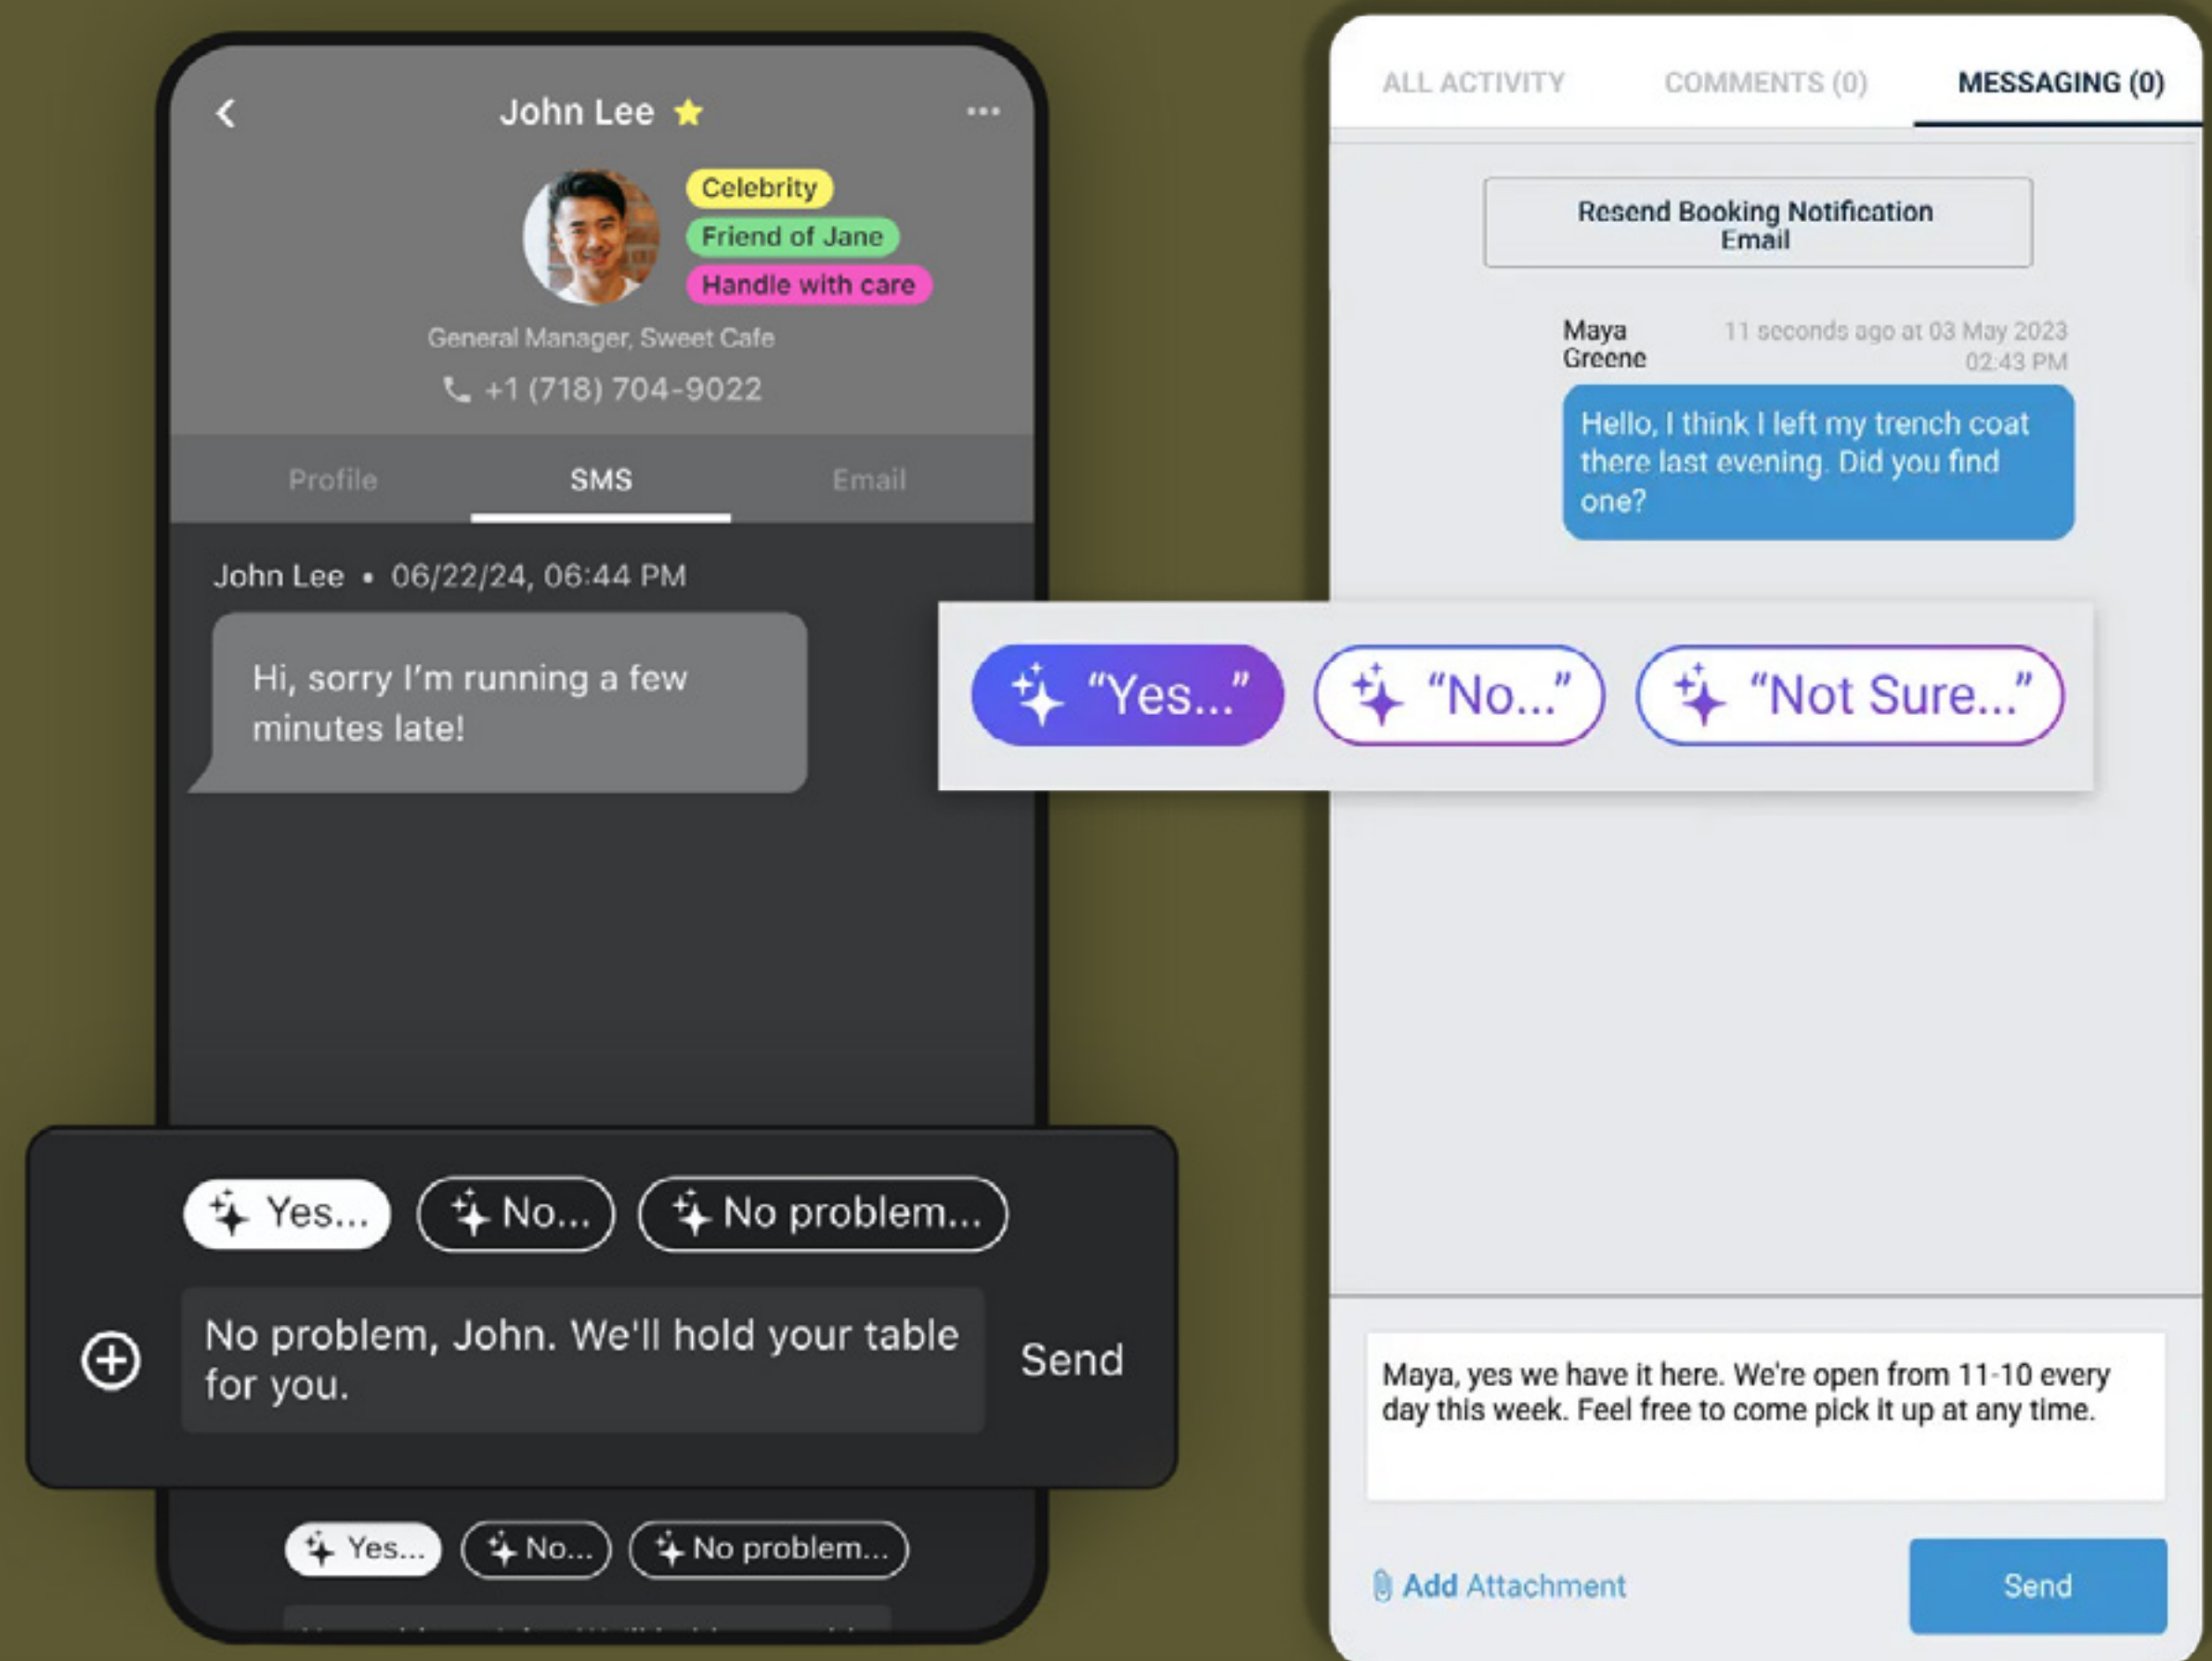 John Lee
Celebrity
Friend of Jane
Handle with care
General Manager, Sweet Cafe
+1 (718) 704-9022
Profile
SMS
Email
John Lee • 06/22/24, 06:44 PM
Hi, sorry I’m running a few
minutes late!
Yes...
No...
No problem...
No problem, John. We'll hold your table
for you.
Send
Yes...
No...
No problem...
ALL ACTIVITY
COMMENTS (0)
MESSAGING (0)
Resend Booking Notification
Email
Maya
Greene
11 seconds ago at 03 May 2023
02:43 PM
Hello, I think I left my trench coat
there last evening. Did you find
one?
“Yes...”
“No...”
“Not Sure...”
Maya, yes we have it here. We're open from 11-10 every
day this week. Feel free to come pick it up at any time.
Add Attachment
Send